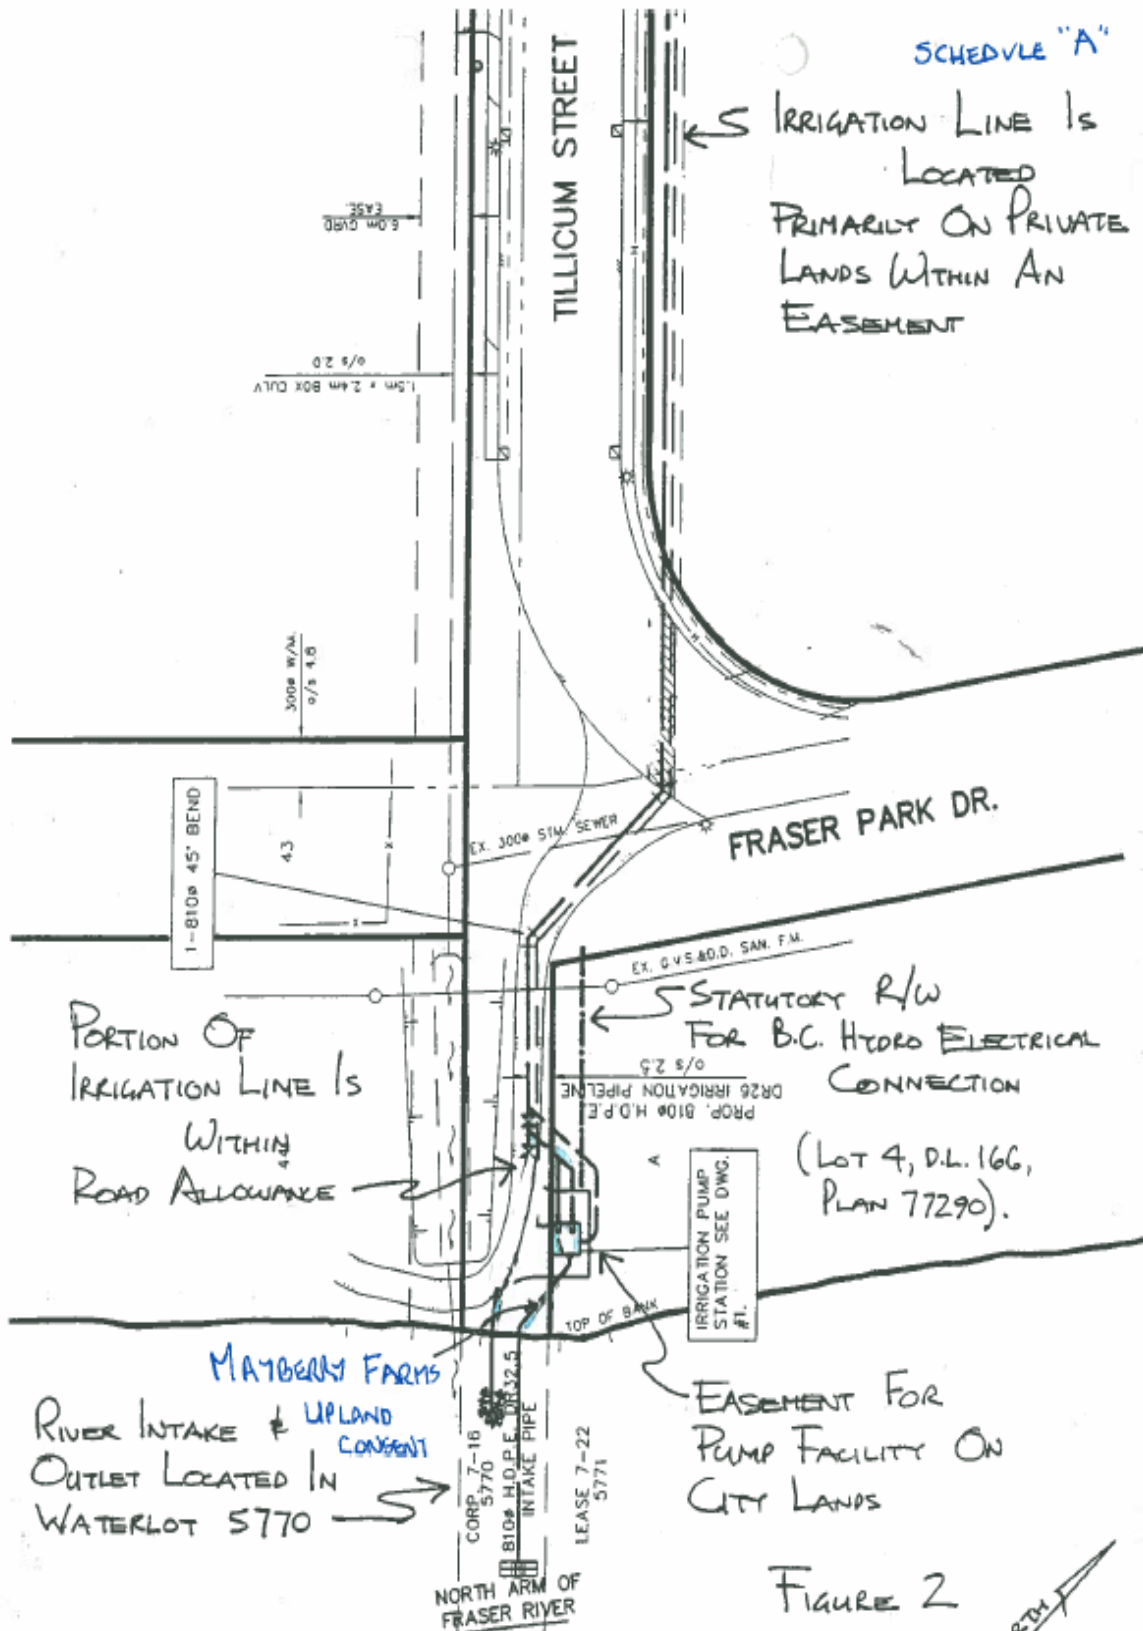 SCHEDULE "A"
IRRIGATION LINE IS
LOCATED
PRIMARILY ON PRIVATE
LANDS WITHIN AN
EASEMENT
TILLICUM STREET
6.0m GVRD
EASE.
1.5m x 2.4m BOX CULV
o/s 2.0
300ø W/M.
o/s 4.6
1-810ø 45° BEND
43
EX. 300ø STM. SEWER
FRASER PARK DR.
EX. G.V.S.&D.D. SAN. F.M.
STATUTORY R/W
FOR B.C. HYDRO ELECTRICAL
CONNECTION
(LOT 4, D.L. 166,
PLAN 77290).
PORTION OF
IRRIGATION LINE IS
WITHIN
ROAD ALLOWANCE
44
PROP. 810ø H.D.P.E.
DR26 IRRIGATION PIPELINE
o/s 2.5
A
IRRIGATION PUMP
STATION SEE DWG.
#1.
TOP OF BANK
MAYBERRY FARMS
UPLAND
CONSENT
RIVER INTAKE &
OUTLET LOCATED IN
WATERLOT 5770
EASEMENT FOR
PUMP FACILITY ON
CITY LANDS
CORP 7-16
5770
810ø H.D.P.E. DR32.5
INTAKE PIPE
LEASE 7-22
5771
NORTH ARM OF
FRASER RIVER
FIGURE 2